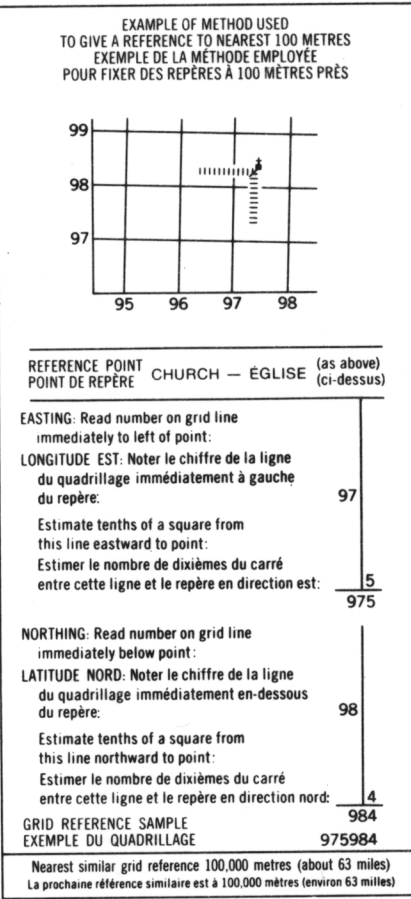 EXAMPLE OF METHOD USED
TO GIVE A REFERENCE TO NEAREST 100 METRES
EXEMPLE DE LA MÉTHODE EMPLOYÉE
POUR FIXER DES REPÈRES À 100 MÈTRES PRÈS
99
98
97
95 96 97 98
REFERENCE POINT CHURCH — ÉGLISE (as above)
POINT DE REPÈRE (ci-dessus)
EASTING: Read number on grid line
immediately to left of point:
LONGITUDE EST: Noter le chiffre de la ligne
du quadrillage immédiatement à gauche
du repère: 97
Estimate tenths of a square from
this line eastward to point:
Estimer le nombre de dixièmes du carré
entre cette ligne et le repère en direction est: 5
975
NORTHING: Read number on grid line
immediately below point:
LATITUDE NORD: Noter le chiffre de la ligne
du quadrillage immédiatement en-dessous
du repère: 98
Estimate tenths of a square from
this line northward to point:
Estimer le nombre de dixièmes du carré
entre cette ligne et le repère en direction nord: 4
984
GRID REFERENCE SAMPLE
EXEMPLE DU QUADRILLAGE 975984
Nearest similar grid reference 100,000 metres (about 63 miles)
La prochaine référence similaire est à 100,000 mètres (environ 63 milles)